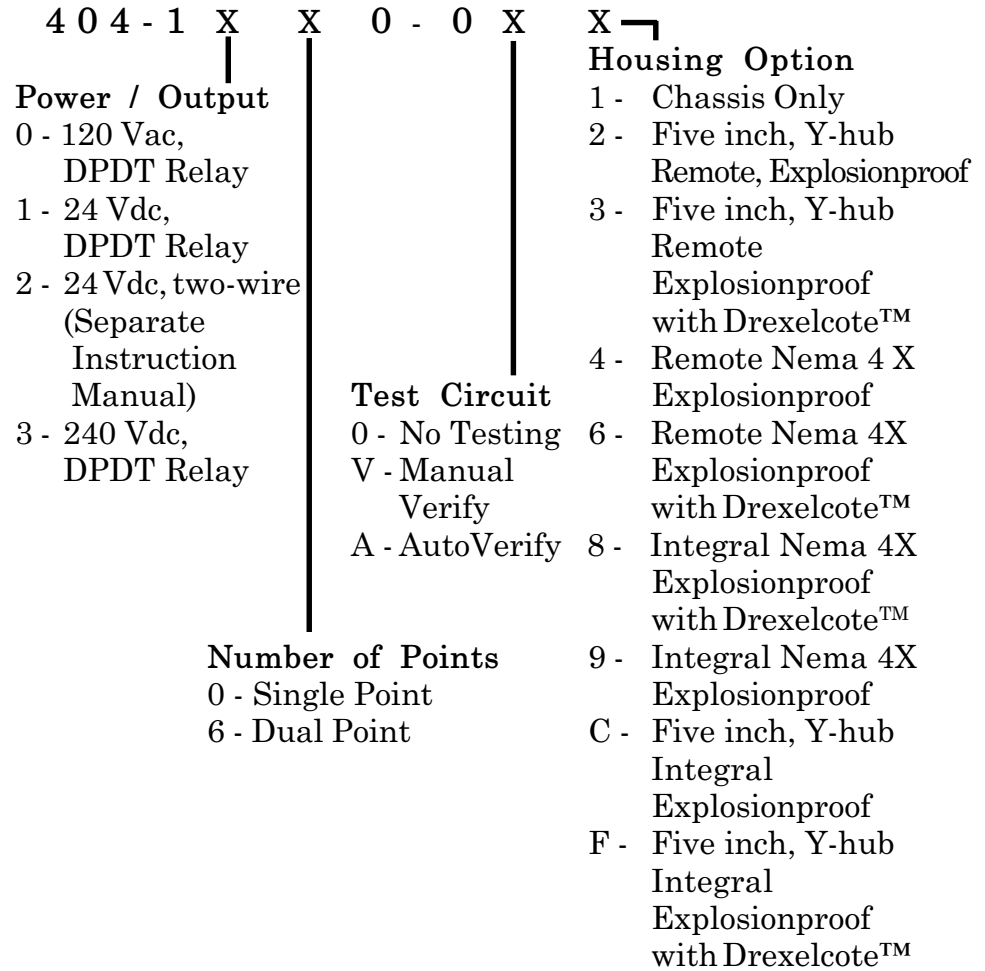 404-1 X X 0 - 0 X X
Power / Output
0 - 120 Vac,
DPDT Relay
1 - 24 Vdc,
DPDT Relay
2 - 24 Vdc, two-wire
(Separate
Instruction
Manual)
3 - 240 Vdc,
DPDT Relay
Number of Points
0 - Single Point
6 - Dual Point
Test Circuit
0 - No Testing
V - Manual
Verify
A - AutoVerify
Housing Option
1 - Chassis Only
2 - Five inch, Y-hub
Remote, Explosionproof
3 - Five inch, Y-hub
Remote
Explosionproof
with Drexelcote™
4 - Remote Nema 4 X
Explosionproof
6 - Remote Nema 4X
Explosionproof
with Drexelcote™
8 - Integral Nema 4X
Explosionproof
with Drexelcote™
9 - Integral Nema 4X
Explosionproof
C - Five inch, Y-hub
Integral
Explosionproof
F - Five inch, Y-hub
Integral
Explosionproof
with Drexelcote™